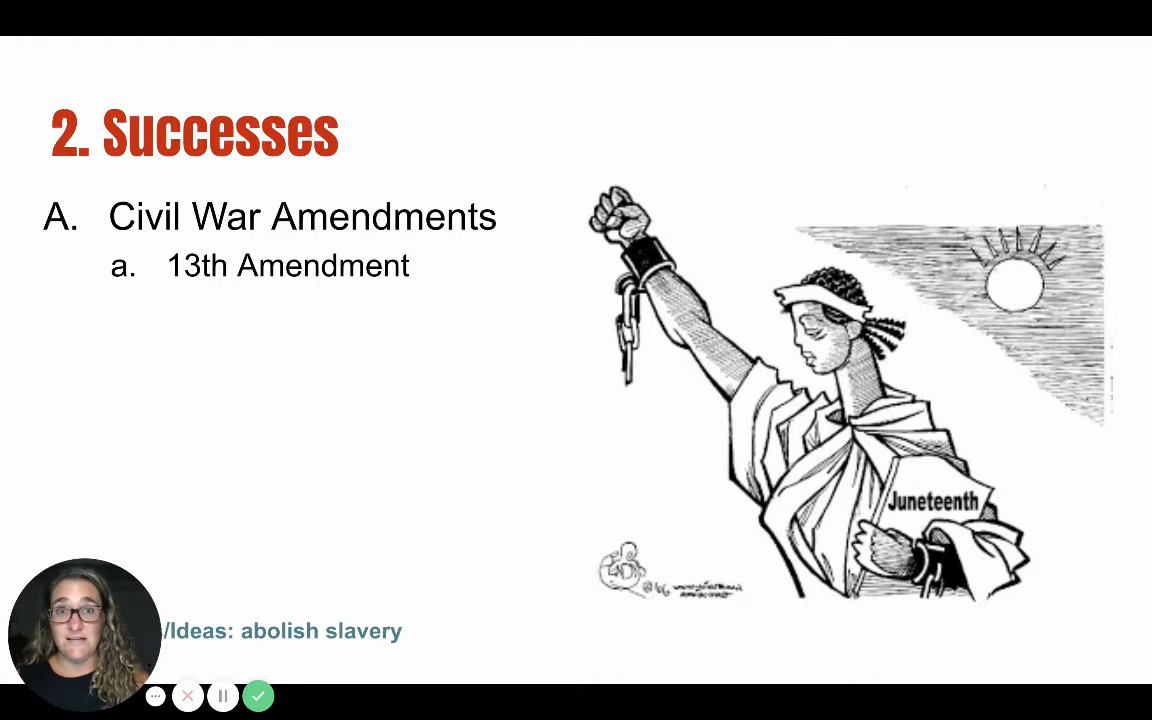 2. Successes
A. Civil War Amendments
a. 13th Amendment
Juneteenth
/Ideas: abolish slavery